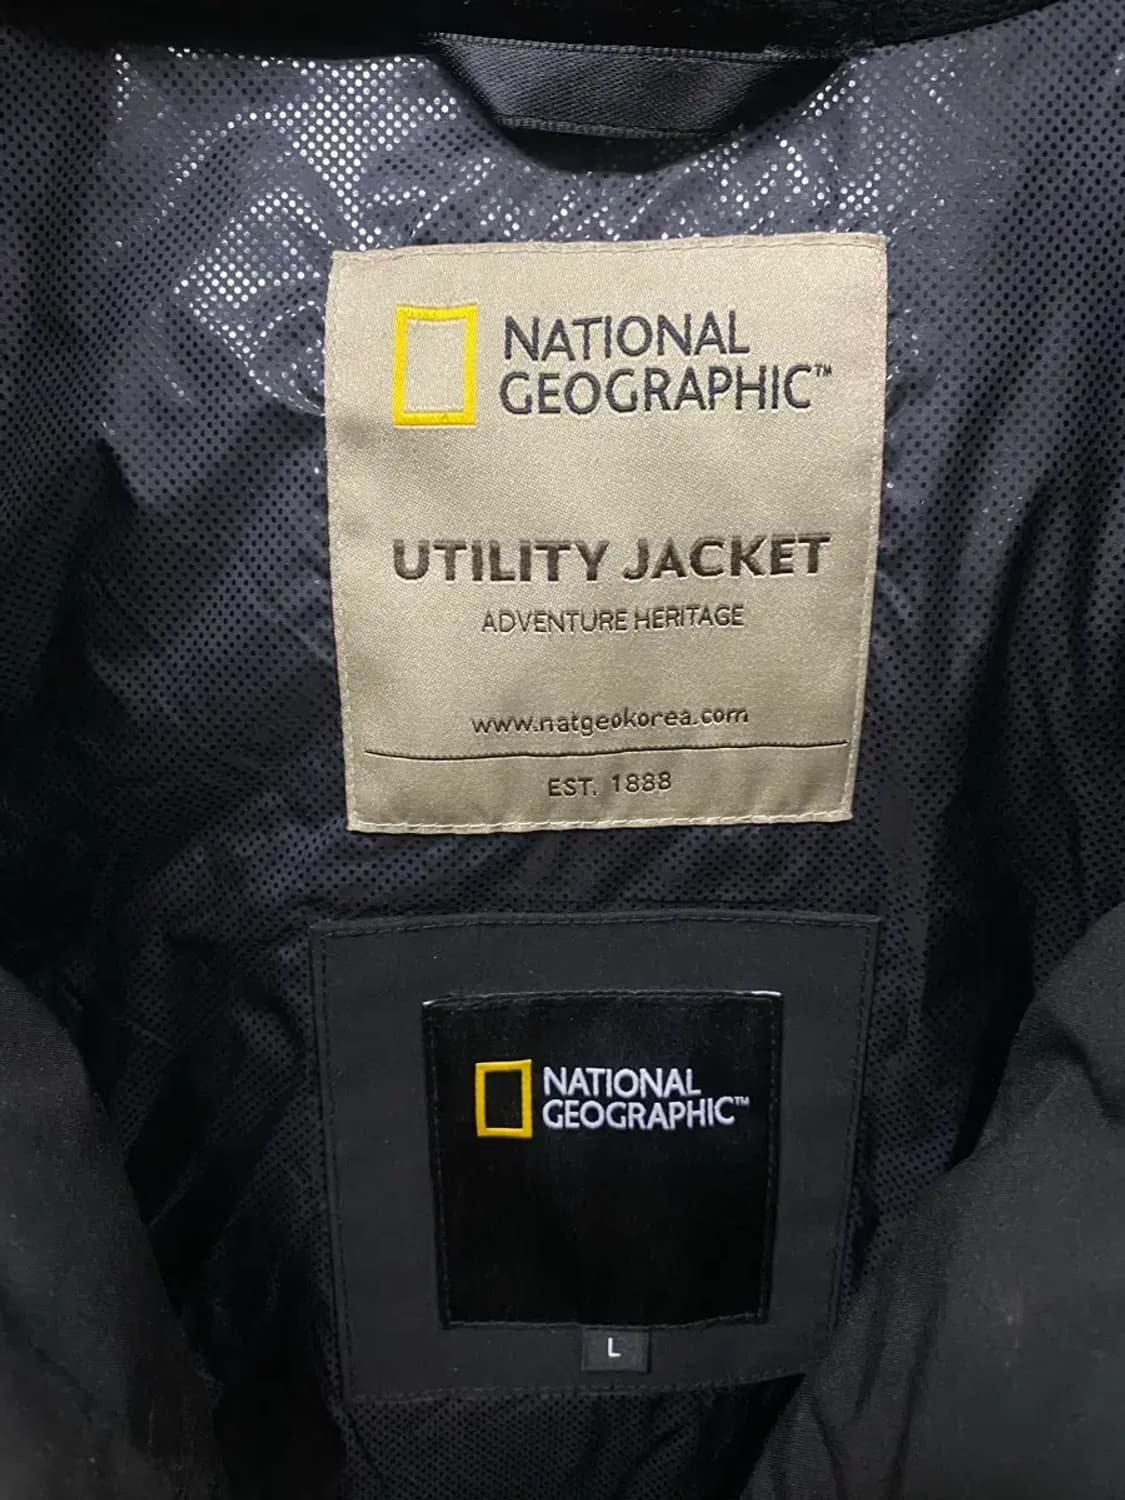 NATIONAL
GEOGRAPHIC™
UTILITY JACKET
ADVENTURE HERITAGE
www.natgeokorea.com
EST. 1888
NATIONAL
GEOGRAPHIC™
L